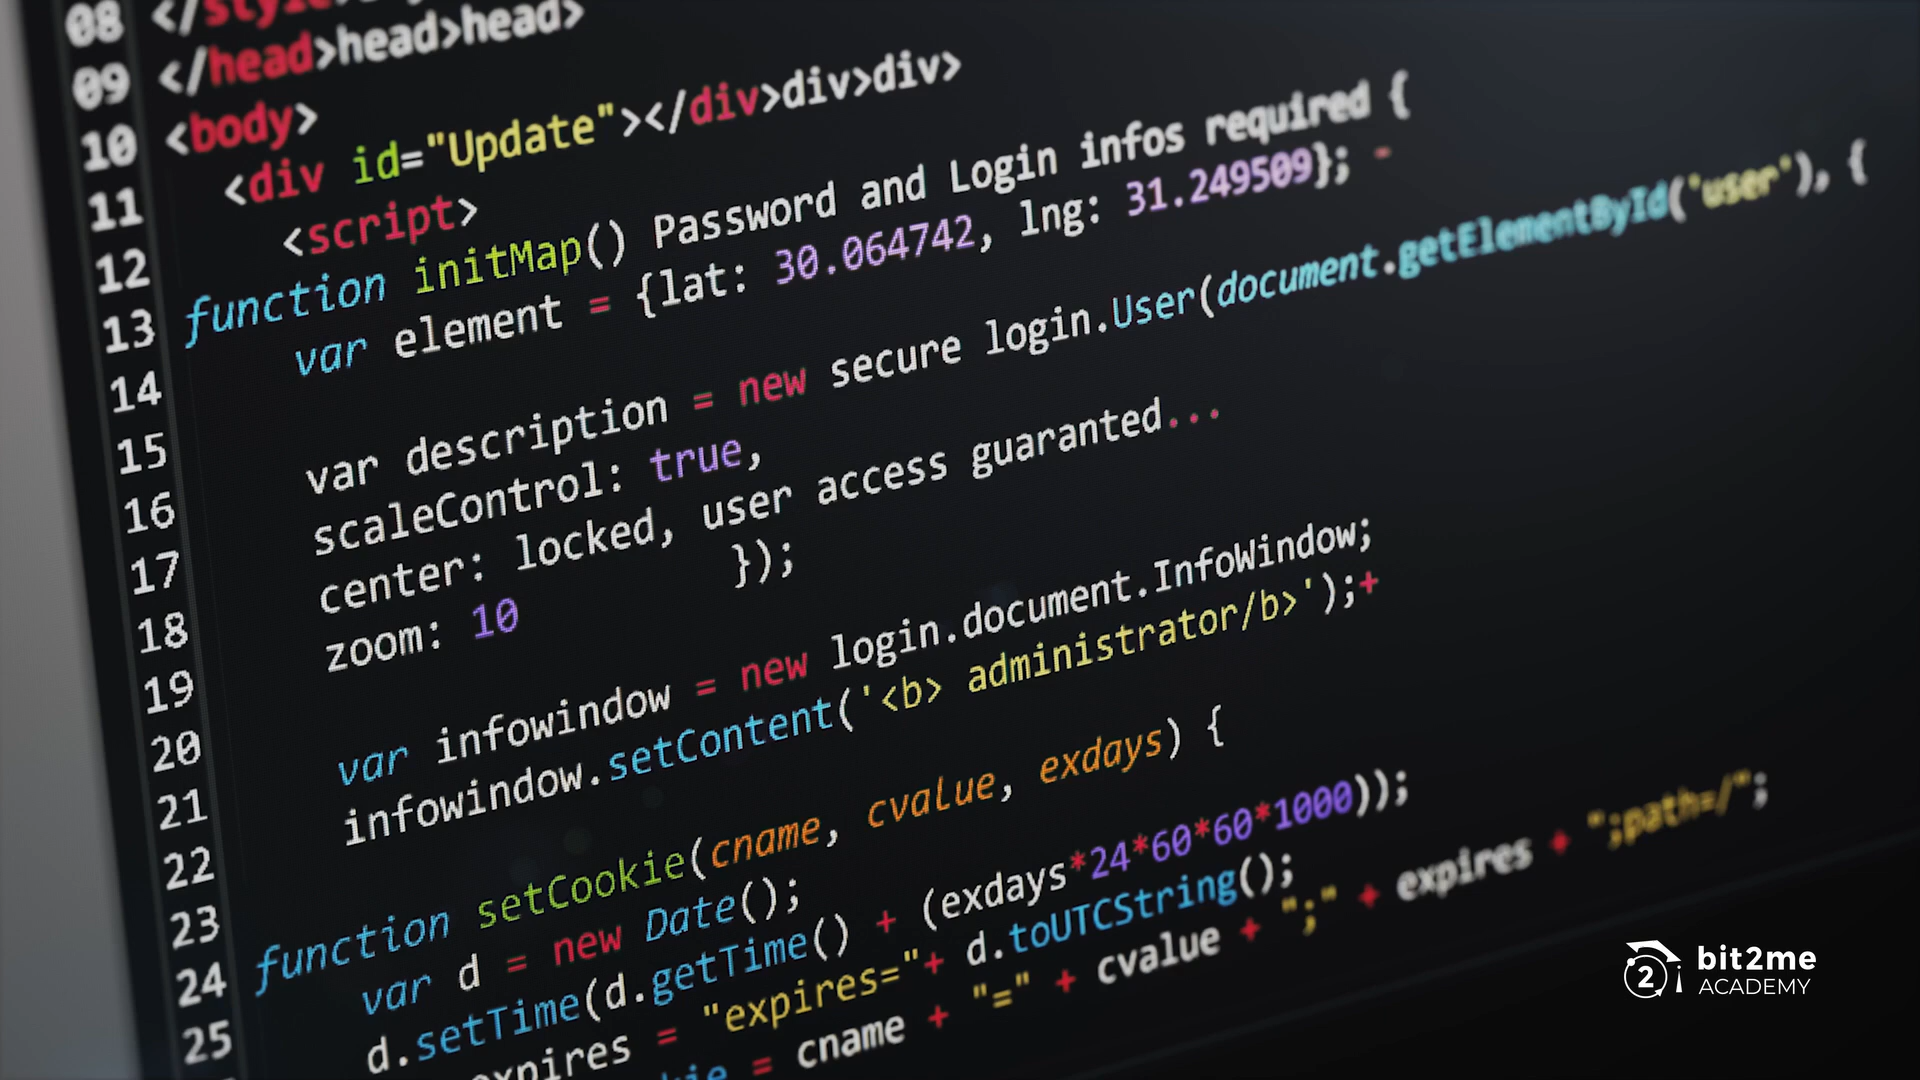 08 </style>
09 </head>head>head>
10 <body>
11 <div id="Update"></div>div>div>
12 <script>
13 function initMap() Password and Login infos required {
14 var element = {lat: 30.064742, lng: 31.249509}; -
15
16 var description = new secure login.User(document.getElementById('user'), {
17 scaleControl: true,
18 center: locked, user access guaranted...
19 zoom: 10 });
20
21 var infowindow = new login.document.InfoWindow;
22 infowindow.setContent('<b> administrator/b>');+
23
24 function setCookie(cname, cvalue, exdays) {
25 var d = new Date();
d.setTime(d.getTime() + (exdays*24*60*60*1000));
expires = "expires="+ d.toUTCString();
= cname + "=" + cvalue + ";" + expires + ";path=/";
bit2me
ACADEMY